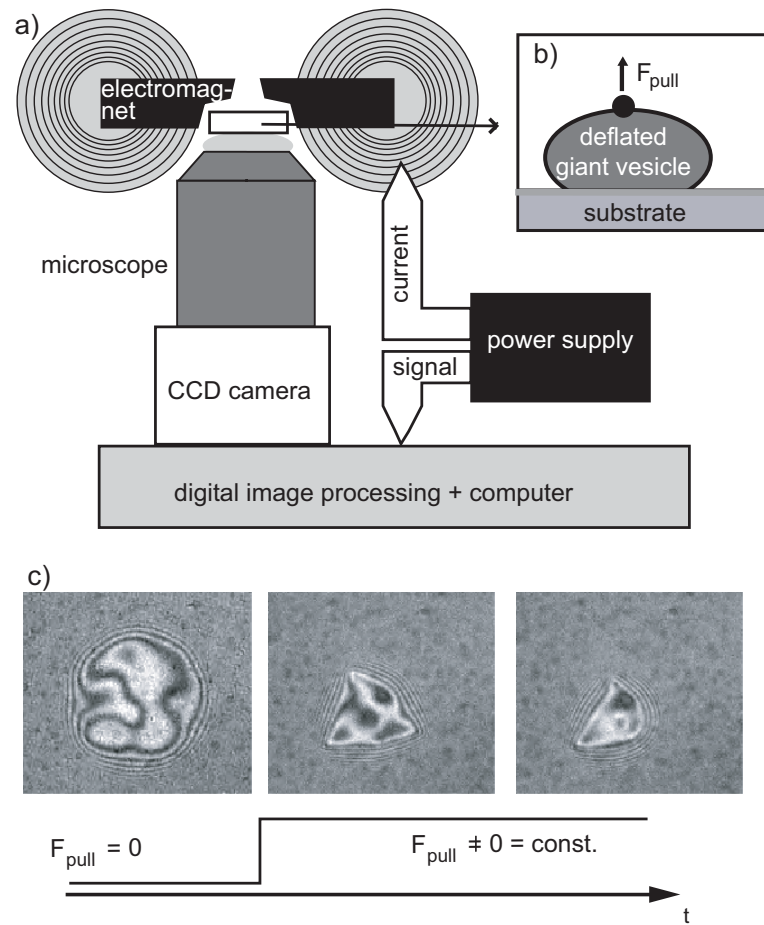 a)
electromag-
net
b)
F_pull
deflated
giant vesicle
substrate
microscope
current
power supply
signal
CCD camera
digital image processing + computer
c)
F_pull = 0
F_pull ≠ 0 = const.
t